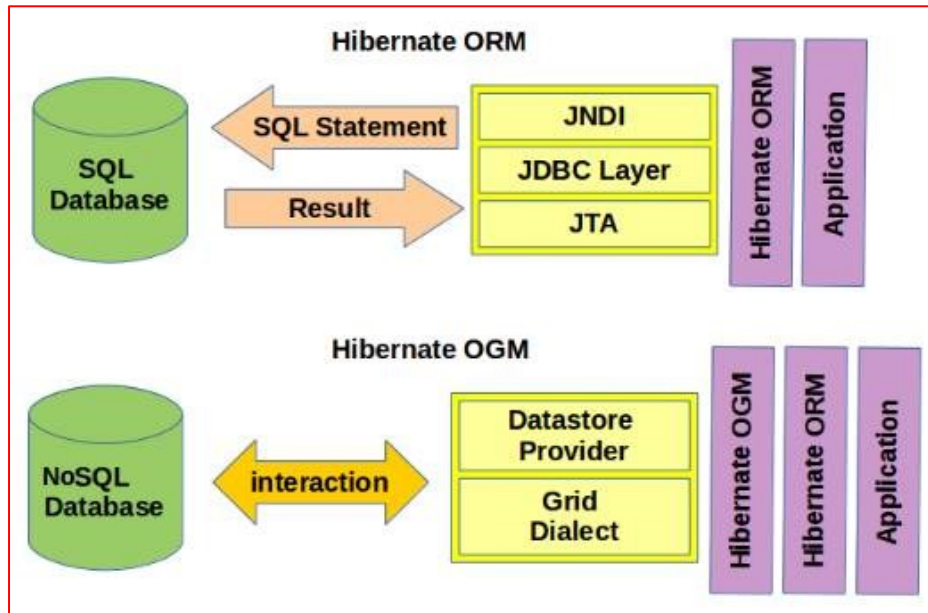 Hibernate ORM
SQL
Database
SQL Statement
Result
JNDI
JDBC Layer
JTA
Hibernate ORM
Application
Hibernate OGM
NoSQL
Database
interaction
Datastore
Provider
Grid
Dialect
Hibernate OGM
Hibernate ORM
Application